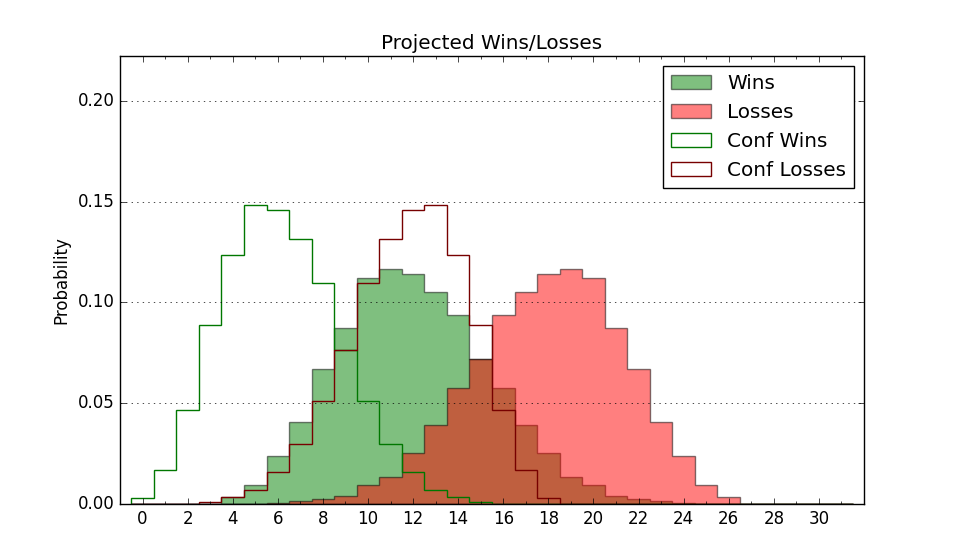 Projected Wins/Losses
Wins
Losses
Conf Wins
Conf Losses
Probability
0.20
0.15
0.10
0.05
0.00
0 2 4 6 8 10 12 14 16 18 20 22 24 26 28 30